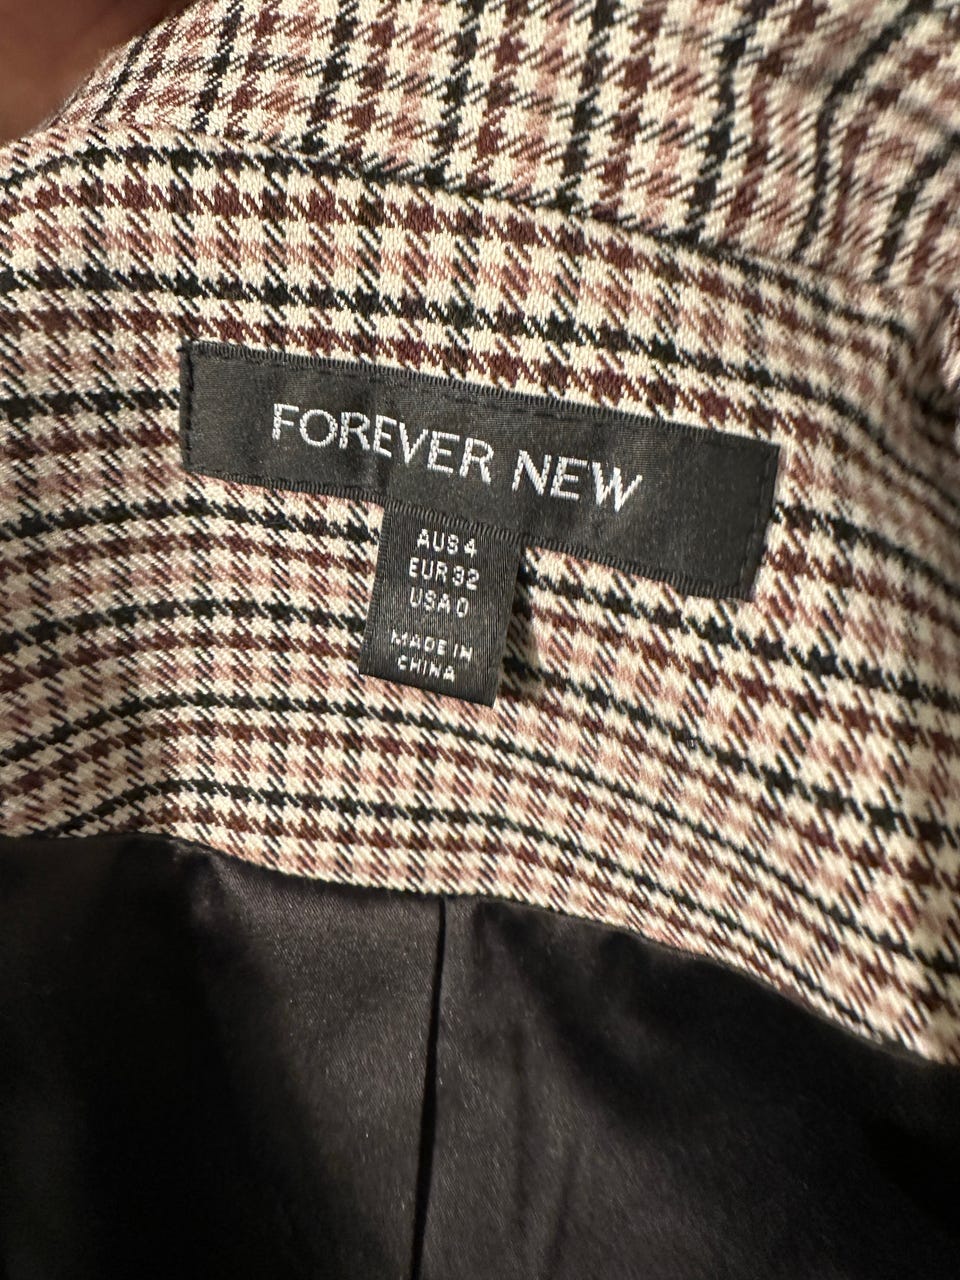 FOREVER NEW
AUS 4
EUR 32
USA 0
MADE IN
CHINA